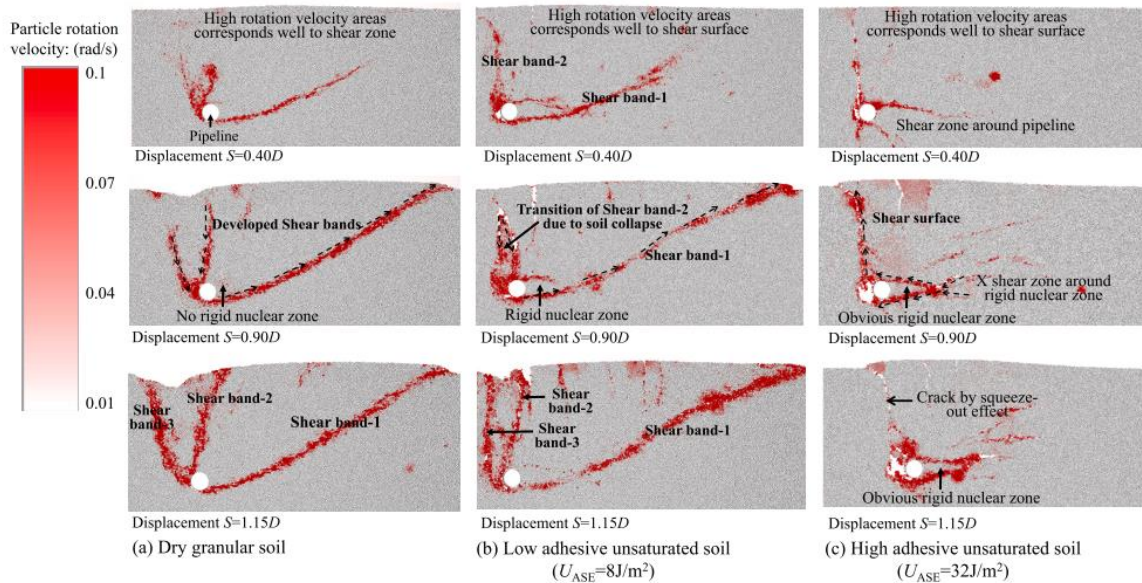 Particle rotation
velocity: (rad/s)
0.1
0.07
0.04
0.01
High rotation velocity areas
corresponds well to shear zone
Pipeline
Displacement S=0.40D
High rotation velocity areas
corresponds well to shear surface
Shear band-2
Shear band-1
Displacement S=0.40D
High rotation velocity areas
corresponds well to shear surface
Shear zone around pipeline
Displacement S=0.40D
Developed Shear bands
No rigid nuclear zone
Displacement S=0.90D
Transition of Shear band-2
due to soil collapse
Shear band-1
Rigid nuclear zone
Displacement S=0.90D
Shear surface
X shear zone around
rigid nuclear zone
Obvious rigid nuclear zone
Displacement S=0.90D
Shear
band-3
Shear band-2
Shear band-1
Displacement S=1.15D
Shear
band-2
Shear
band-3
Shear band-1
Displacement S=1.15D
Crack by squeeze-
out effect
Obvious rigid nuclear zone
Displacement S=1.15D
(a) Dry granular soil
(b) Low adhesive unsaturated soil
(U_ASE=8J/m²)
(c) High adhesive unsaturated soil
(U_ASE=32J/m²)